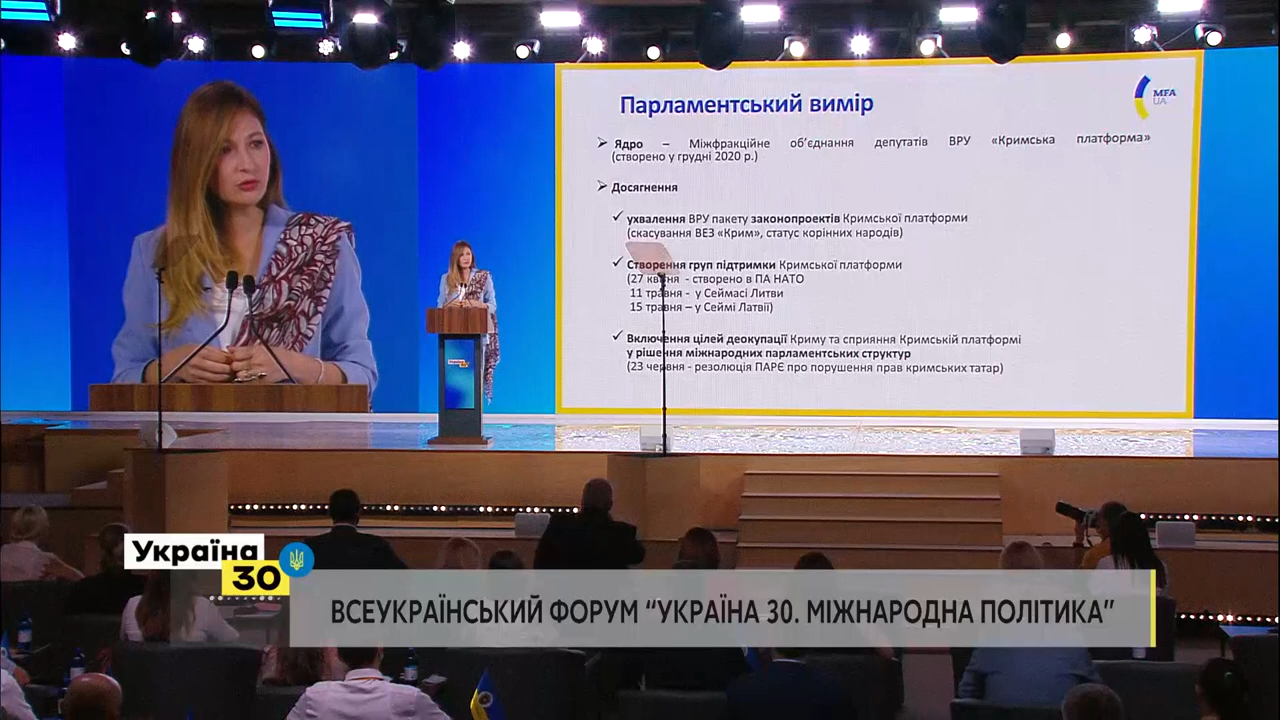 Парламентський вимір
MFA
UA
➢ Ядро – Міжфракційне об’єднання депутатів ВРУ «Кримська платформа»
(створено у грудні 2020 р.)
➢ Досягнення
✓ ухвалення ВРУ пакету законопроектів Кримської платформи
(скасування ВЕЗ «Крим», статус корінних народів)
✓ Створення груп підтримки Кримської платформи
(27 квітня - створено в ПА НАТО
11 травня - у Сеймасі Литви
15 травня – у Сеймі Латвії)
✓ Включення цілей деокупації Криму та сприяння Кримській платформі
у рішення міжнародних парламентських структур
(23 червня - резолюція ПАРЄ про порушення прав кримських татар)
Україна
30
Україна
30
ВСЕУКРАЇНСЬКИЙ ФОРУМ “УКРАЇНА 30. МІЖНАРОДНА ПОЛІТИКА”